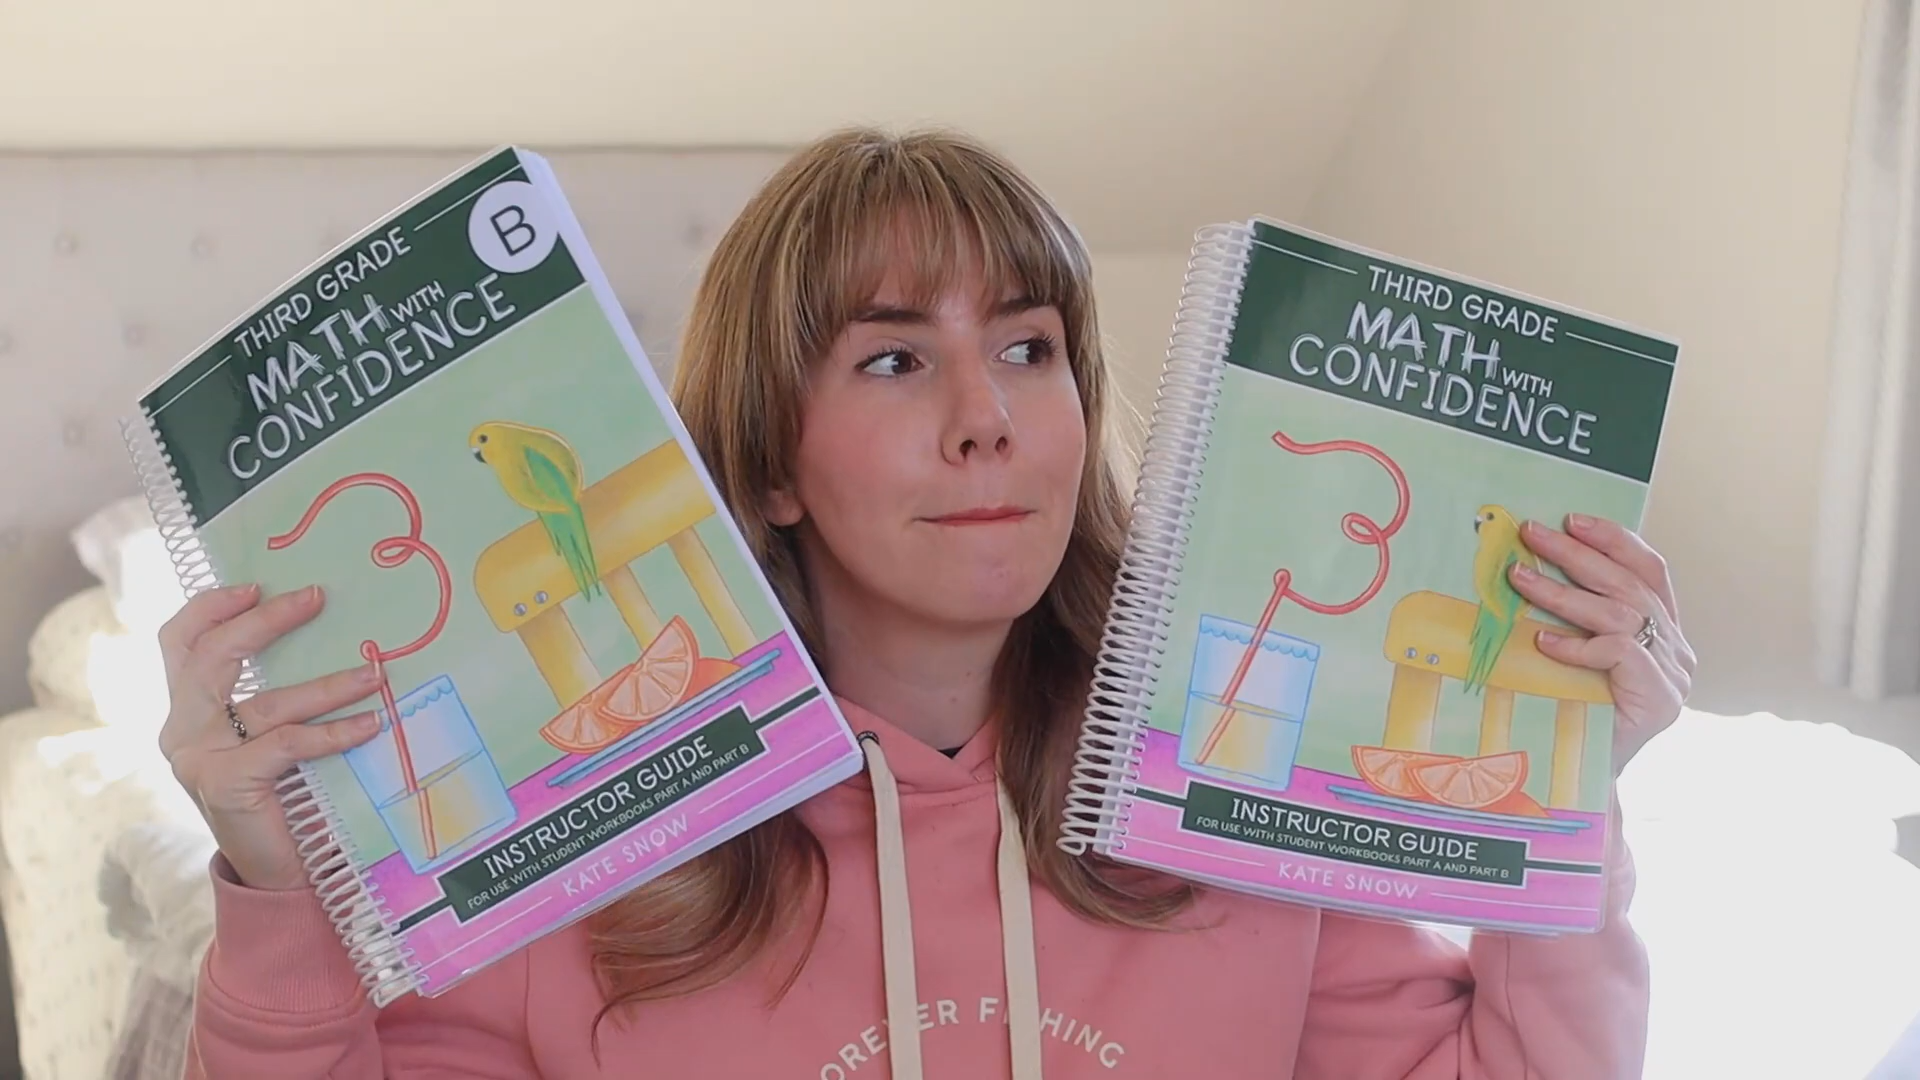 THIRD GRADE
B
MATH WITH
CONFIDENCE
INSTRUCTOR GUIDE
FOR USE WITH STUDENT WORKBOOKS PART A AND PART B
KATE SNOW
THIRD GRADE
MATH WITH
CONFIDENCE
INSTRUCTOR GUIDE
FOR USE WITH STUDENT WORKBOOKS PART A AND PART B
KATE SNOW